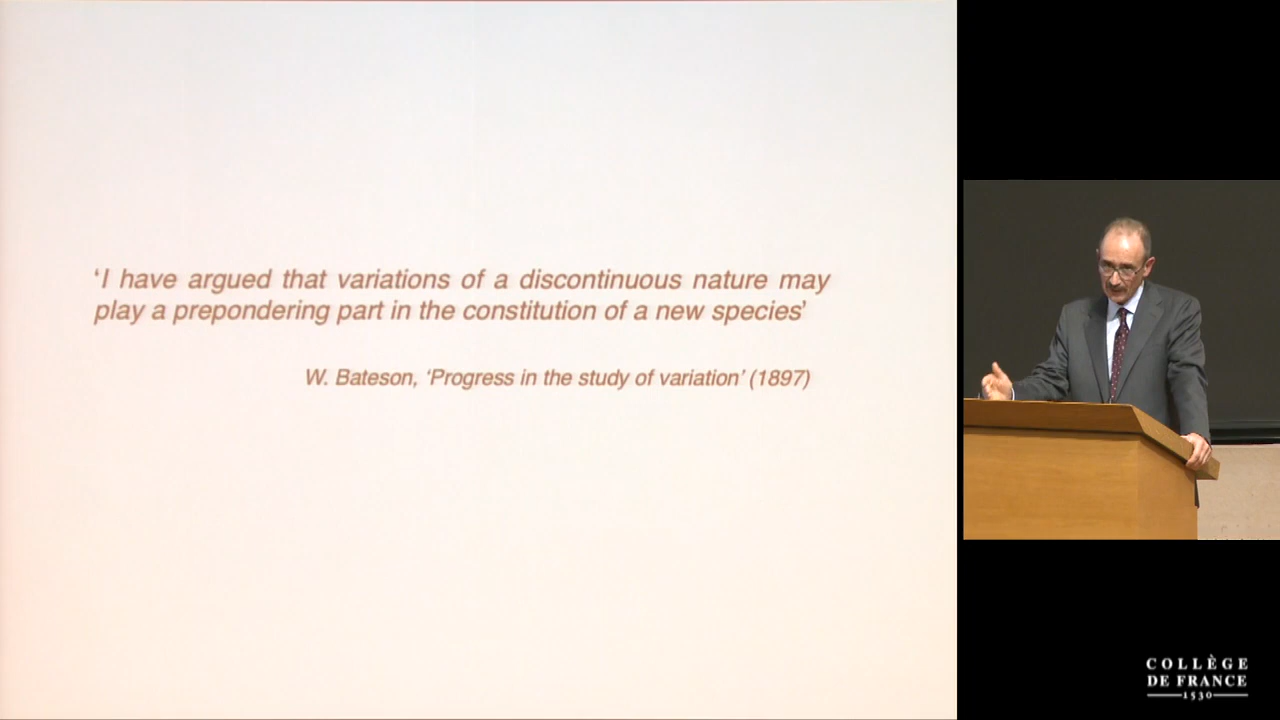 ‘I have argued that variations of a discontinuous nature may
play a prepondering part in the constitution of a new species’
W. Bateson, ‘Progress in the study of variation’ (1897)
COLLÈGE
DE FRANCE
1530